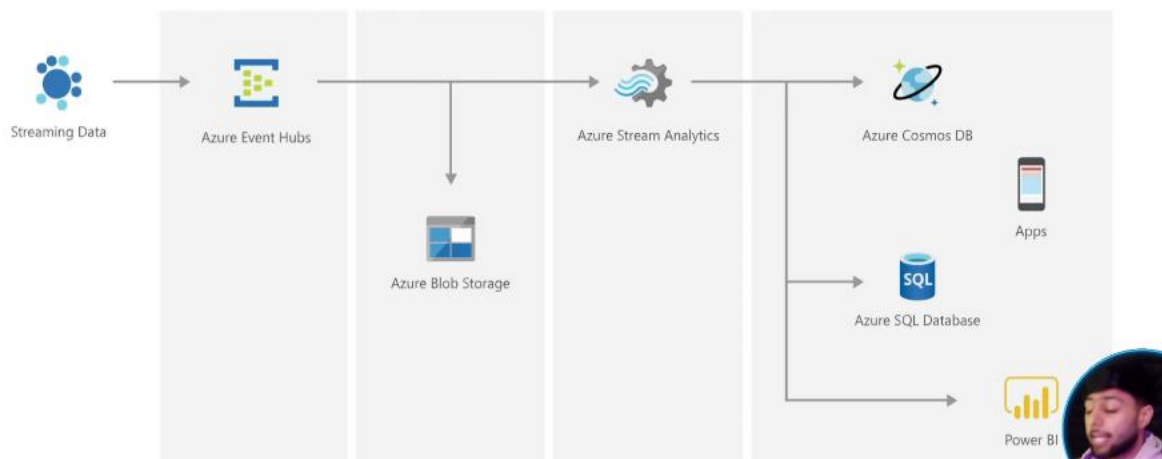 Streaming Data
Azure Event Hubs
Azure Blob Storage
Azure Stream Analytics
Azure Cosmos DB
Apps
SQL
Azure SQL Database
Power BI